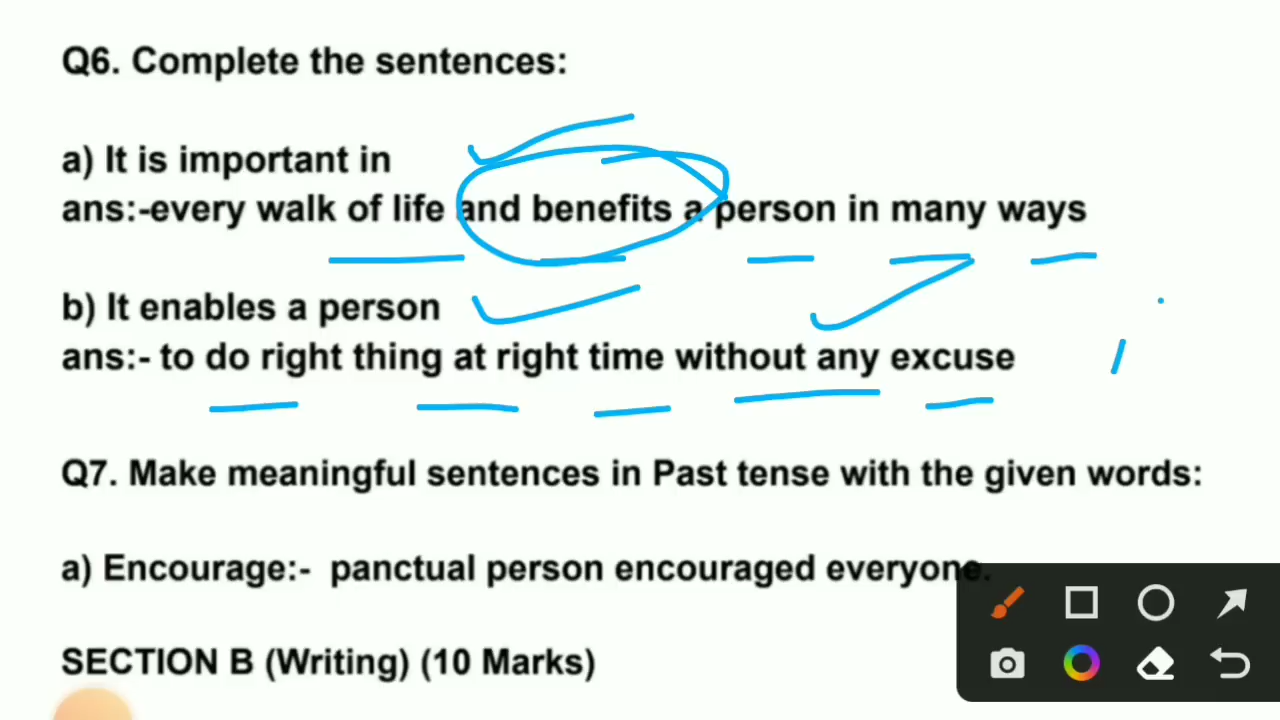 Q6. Complete the sentences:
a) It is important in
ans:-every walk of life and benefits a person in many ways
b) It enables a person
ans:- to do right thing at right time without any excuse
Q7. Make meaningful sentences in Past tense with the given words:
a) Encourage:- panctual person encouraged everyone.
SECTION B (Writing) (10 Marks)